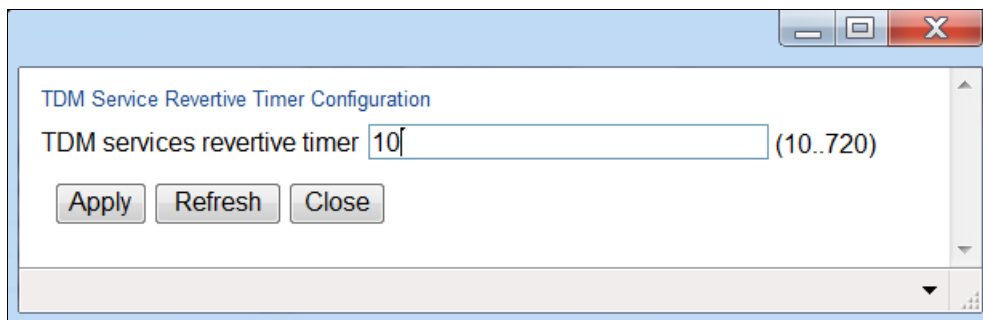 TDM Service Revertive Timer Configuration
TDM services revertive timer 10 (10..720)
Apply Refresh Close